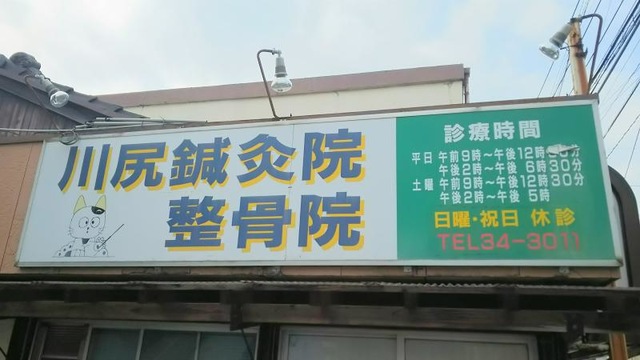 川尻鍼灸院
整骨院
診療時間
平日 午前9時〜午後12時30分
午後2時〜午後6時30分
土曜 午前9時〜午後12時30分
午後2時〜午後5時
日曜・祝日 休診
TEL34-3011